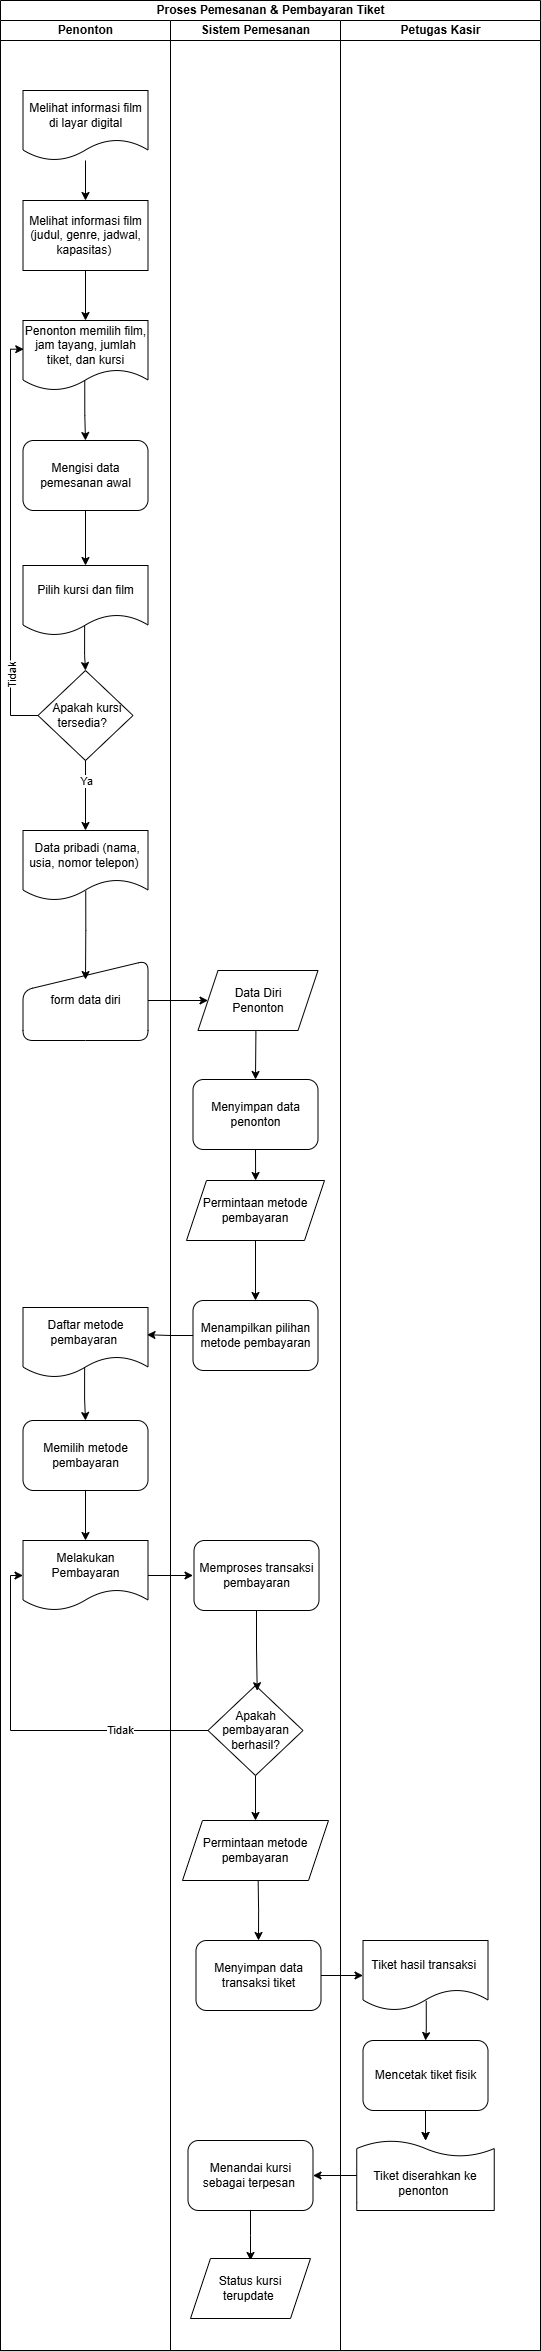 Proses Pemesanan & Pembayaran Tiket
Penonton
Sistem Pemesanan
Petugas Kasir
Melihat informasi film
di layar digital
Melihat informasi film
(judul, genre, jadwal,
kapasitas)
Penonton memilih film,
jam tayang, jumlah
tiket, dan kursi
Mengisi data
pemesanan awal
Pilih kursi dan film
Tidak
Apakah kursi
tersedia?
Ya
Data pribadi (nama,
usia, nomor telepon)
form data diri
Data Diri
Penonton
Menyimpan data
penonton
Permintaan metode
pembayaran
Menampilkan pilihan
metode pembayaran
Daftar metode
pembayaran
Memilih metode
pembayaran
Melakukan
Pembayaran
Memproses transaksi
pembayaran
Apakah
pembayaran
berhasil?
Tidak
Permintaan metode
pembayaran
Menyimpan data
transaksi tiket
Tiket hasil transaksi
Mencetak tiket fisik
Tiket diserahkan ke
penonton
Menandai kursi
sebagai terpesan
Status kursi
terupdate